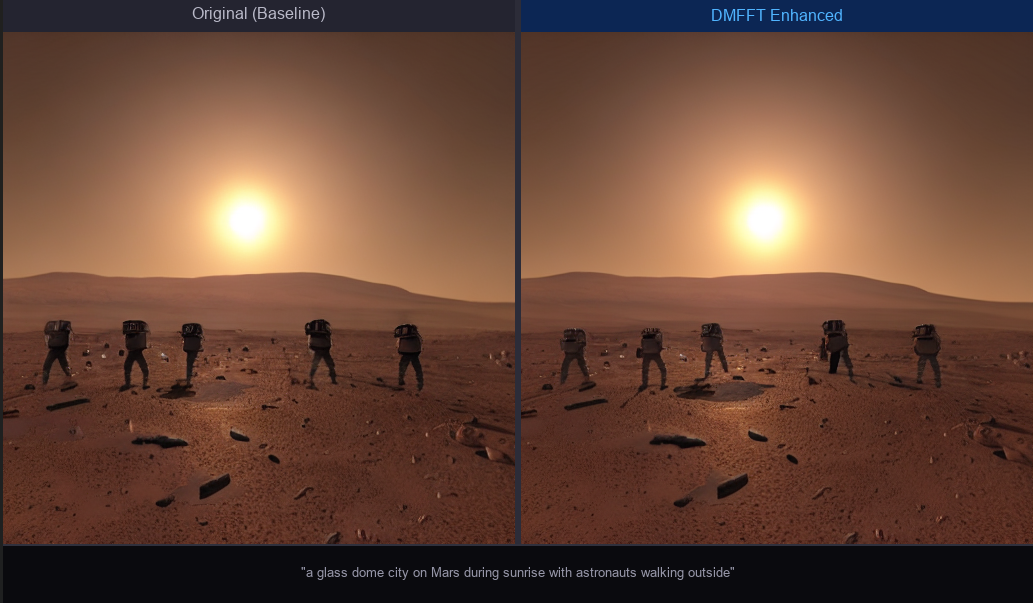 Original (Baseline)
DMFFT Enhanced
"a glass dome city on Mars during sunrise with astronauts walking outside"